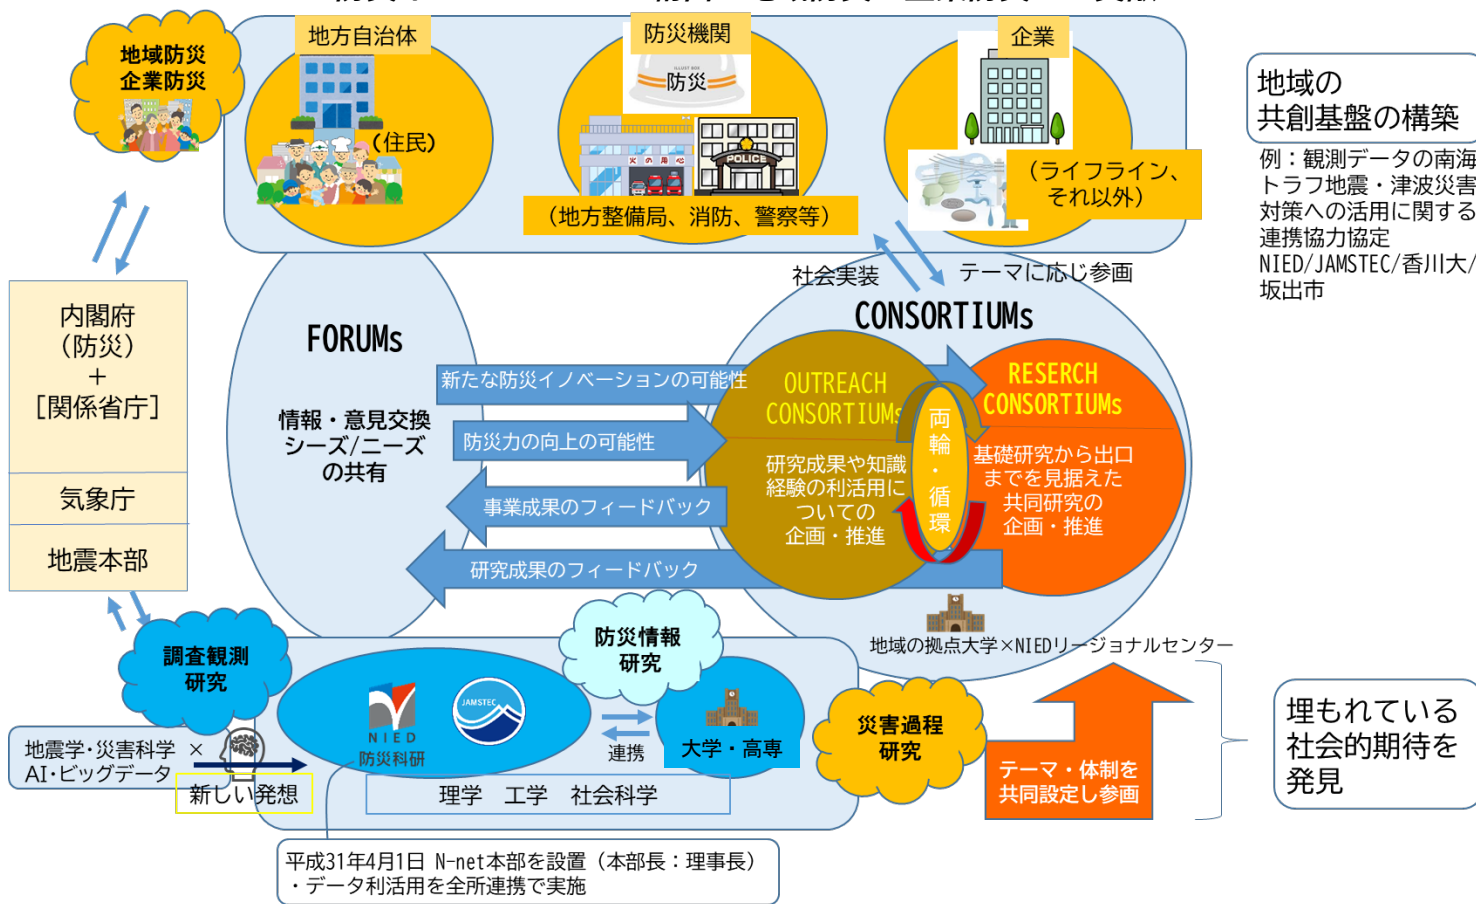 地方自治体
防災機関
企業
地域防災
企業防災
ILLUST BOX
防災
(住民)
火の用心
POLICE
(地方整備局、消防、警察等)
(ライフライン、
それ以外)
地域の
共創基盤の構築
例：観測データの南海
トラフ地震・津波災害
対策への活用に関する
連携協力協定
NIED/JAMSTEC/香川大/
坂出市
社会実装
テーマに応じ参画
内閣府
(防災)
+
[関係省庁]
気象庁
地震本部
FORUMs
情報・意見交換
シーズ/ニーズ
の共有
CONSORTIUMs
新たな防災イノベーションの可能性
防災力の向上の可能性
事業成果のフィードバック
研究成果のフィードバック
OUTREACH
CONSORTIUMs
研究成果や知識
経験の利活用に
ついての
企画・推進
両輪・循環
RESERCH
CONSORTIUMs
基礎研究から出口
までを見据えた
共同研究の
企画・推進
地域の拠点大学×NIEDリージョナルセンター
調査観測
研究
防災情報
研究
災害過程
研究
NIED
防災科研
JAMSTEC
連携
大学・高専
理学　工学　社会科学
地震学・災害科学 ×
AI・ビッグデータ
新しい発想
テーマ・体制を
共同設定し参画
埋もれている
社会的期待を
発見
平成31年4月1日 N-net本部を設置（本部長：理事長）
・データ利活用を全所連携で実施